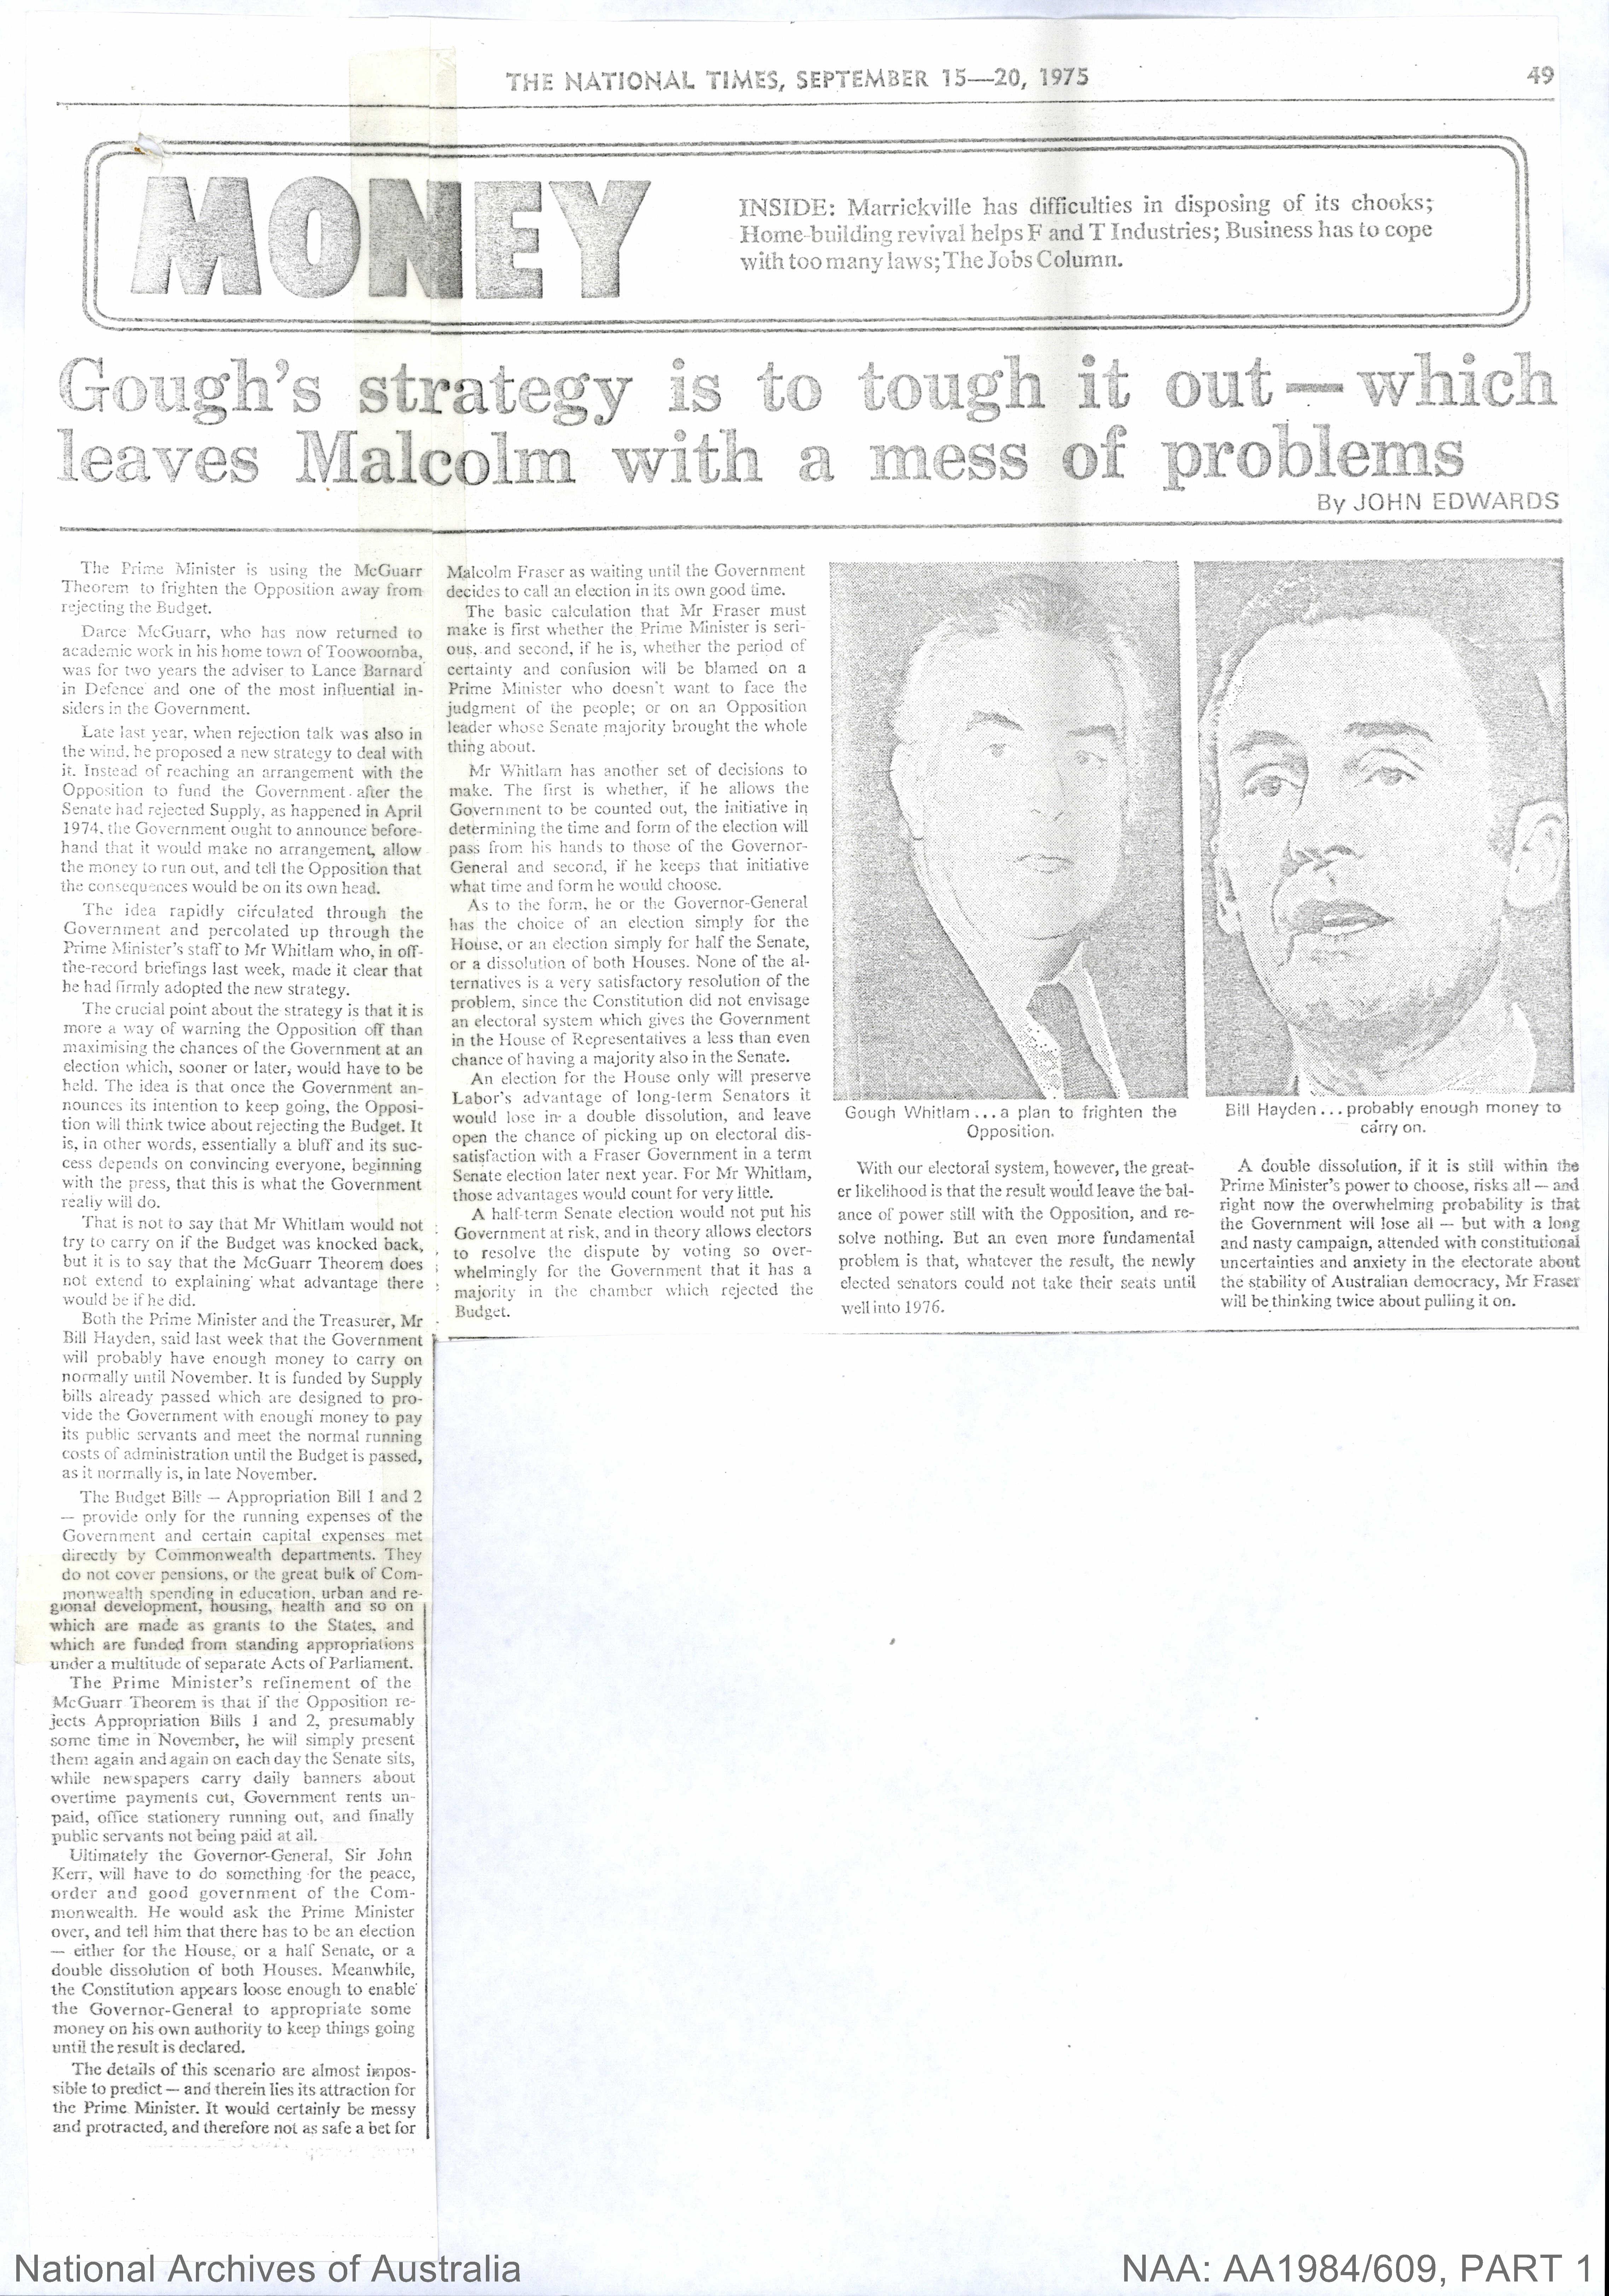 THE NATIONAL TIMES, SEPTEMBER 15—20, 1975
49
MONEY
INSIDE: Marrickville has difficulties in disposing of its chooks;
Home-building revival helps F and T Industries; Business has to cope
with too many laws; The Jobs Column.
Gough's strategy is to tough it out — which
leaves Malcolm with a mess of problems
By JOHN EDWARDS
The Prime Minister is using the McGuarr
Theorem to frighten the Opposition away from
rejecting the Budget.
Darce McGuarr, who has now returned to
academic work in his home town of Toowoomba,
was for two years the adviser to Lance Barnard
in Defence and one of the most influential in-
siders in the Government.
Late last year, when rejection talk was also in
the wind, he proposed a new strategy to deal with
it. Instead of reaching an arrangement with the
Opposition to fund the Government after the
Senate had rejected Supply, as happened in April
1974, the Government ought to announce before-
hand that it would make no arrangement, allow
the money to run out, and tell the Opposition that
the consequences would be on its own head.
The idea rapidly circulated through the
Government and percolated up through the
Prime Minister's staff to Mr Whitlam who, in off-
the-record briefings last week, made it clear that
he had firmly adopted the new strategy.
The crucial point about the strategy is that it is
more a way of warning the Opposition off than
maximising the chances of the Government at an
election which, sooner or later, would have to be
held. The idea is that once the Government an-
nounces its intention to keep going, the Opposi-
tion will think twice about rejecting the Budget. It
is, in other words, essentially a bluff and its suc-
cess depends on convincing everyone, beginning
with the press, that this is what the Government
really will do.
That is not to say that Mr Whitlam would not
try to carry on if the Budget was knocked back,
but it is to say that the McGuarr Theorem does
not extend to explaining what advantage there
would be if he did.
Both the Prime Minister and the Treasurer, Mr
Bill Hayden, said last week that the Government
will probably have enough money to carry on
normally until November. It is funded by Supply
bills already passed which are designed to pro-
vide the Government with enough money to pay
its public servants and meet the normal running
costs of administration until the Budget is passed,
as it normally is, in late November.
The Budget Bills — Appropriation Bill 1 and 2
— provide only for the running expenses of the
Government and certain capital expenses met
directly by Commonwealth departments. They
do not cover pensions, or the great bulk of Com-
monwealth spending in education, urban and re-
gional development, housing, health and so on
which are made as grants to the States, and
which are funded from standing appropriations
under a multitude of separate Acts of Parliament.
The Prime Minister's refinement of the
McGuarr Theorem is that if the Opposition re-
jects Appropriation Bills 1 and 2, presumably
some time in November, he will simply present
them again and again on each day the Senate sits,
while newspapers carry daily banners about
overtime payments cut, Government rents un-
paid, office stationery running out, and finally
public servants not being paid at all.
Ultimately the Governor-General, Sir John
Kerr, will have to do something for the peace,
order and good government of the Com-
monwealth. He would ask the Prime Minister
over, and tell him that there has to be an election
— either for the House, or a half Senate, or a
double dissolution of both Houses. Meanwhile,
the Constitution appears loose enough to enable
the Governor-General to appropriate some
money on his own authority to keep things going
until the result is declared.
The details of this scenario are almost impos-
sible to predict — and therein lies its attraction for
the Prime Minister. It would certainly be messy
and protracted, and therefore not as safe a bet for
Malcolm Fraser as waiting until the Government
decides to call an election in its own good time.
The basic calculation that Mr Fraser must
make is first whether the Prime Minister is seri-
ous, and second, if he is, whether the period of
certainty and confusion will be blamed on a
Prime Minister who doesn't want to face the
judgment of the people; or on an Opposition
leader whose Senate majority brought the whole
thing about.
Mr Whitlam has another set of decisions to
make. The first is whether, if he allows the
Government to be counted out, the initiative in
determining the time and form of the election will
pass from his hands to those of the Governor-
General and second, if he keeps that initiative
what time and form he would choose.
As to the form, he or the Governor-General
has the choice of an election simply for the
House, or an election simply for half the Senate,
or a dissolution of both Houses. None of the al-
ternatives is a very satisfactory resolution of the
problem, since the Constitution did not envisage
an electoral system which gives the Government
in the House of Representatives a less than even
chance of having a majority also in the Senate.
An election for the House only will preserve
Labor's advantage of long-term Senators it
would lose in a double dissolution, and leave
open the chance of picking up on electoral dis-
satisfaction with a Fraser Government in a term
Senate election later next year. For Mr Whitlam,
those advantages would count for very little.
A half-term Senate election would not put his
Government at risk, and in theory allows electors
to resolve the dispute by voting so over-
whelmingly for the Government that it has a
majority in the chamber which rejected the
Budget.
Gough Whitlam ... a plan to frighten the
Opposition.
With our electoral system, however, the great-
er likelihood is that the result would leave the bal-
ance of power still with the Opposition, and re-
solve nothing. But an even more fundamental
problem is that, whatever the result, the newly
elected senators could not take their seats until
well into 1976.
Bill Hayden ... probably enough money to
carry on.
A double dissolution, if it is still within the
Prime Minister's power to choose, risks all — and
right now the overwhelming probability is that
the Government will lose all — but with a long
and nasty campaign, attended with constitutional
uncertainties and anxiety in the electorate about
the stability of Australian democracy, Mr Fraser
will be thinking twice about pulling it on.
National Archives of Australia
NAA: AA1984/609, PART 1